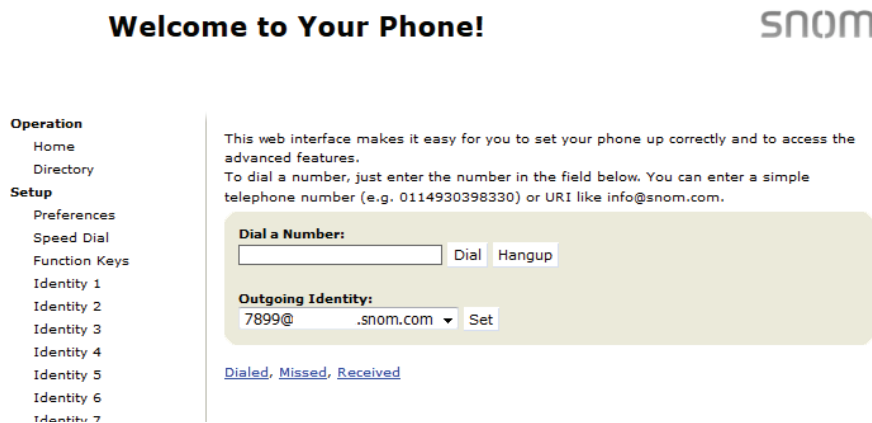 Welcome to Your Phone!
snom
Operation
Home
Directory
Setup
Preferences
Speed Dial
Function Keys
Identity 1
Identity 2
Identity 3
Identity 4
Identity 5
Identity 6
Identity 7
This web interface makes it easy for you to set your phone up correctly and to access the
advanced features.
To dial a number, just enter the number in the field below. You can enter a simple
telephone number (e.g. 0114930398330) or URI like info@snom.com.
Dial a Number:
Dial Hangup
Outgoing Identity:
7899@ .snom.com Set
Dialed, Missed, Received